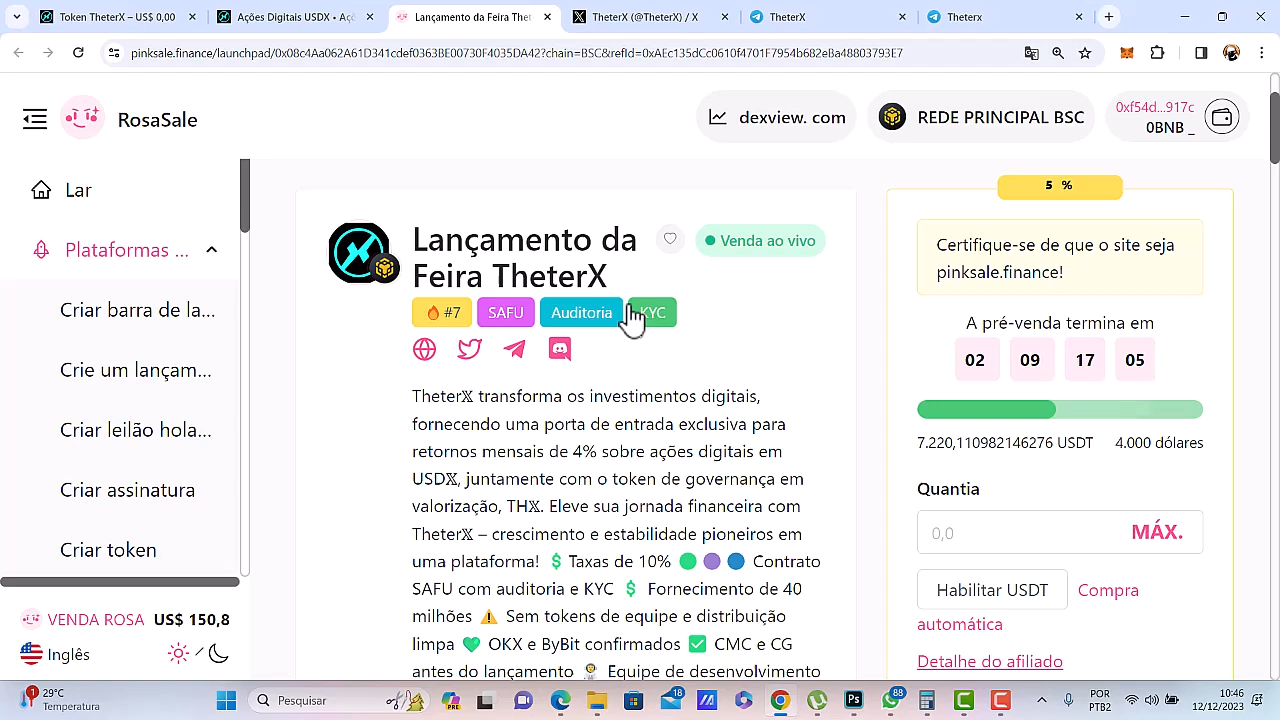 Token TheterX – US$ 0,00
Ações Digitais USDX • Açõ
Lançamento da Feira Thet
TheterX (@TheterX) / X
TheterX
Theterx
pinksale.finance/launchpad/0x08c4Aa062A61D341cdef0363BE00730F4035DA42?chain=BSC&refId=0xAEc135dCc0610f4701F7954b682eBa48803793E7
RosaSale
dexview. com
REDE PRINCIPAL BSC
0xf54d..917c
0BNB _
Lar
Plataformas ...
Criar barra de la...
Crie um lançam...
Criar leilão hola...
Criar assinatura
Criar token
VENDA ROSA US$ 150,8
Inglês
Lançamento da
Feira TheterX
Venda ao vivo
#7
SAFU
Auditoria
KYC
Theter𝕏 transforma os investimentos digitais,
fornecendo uma porta de entrada exclusiva para
retornos mensais de 4% sobre ações digitais em
USD𝕏, juntamente com o token de governança em
valorização, TH𝕏. Eleve sua jornada financeira com
TheterX – crescimento e estabilidade pioneiros em
uma plataforma! 💲 Taxas de 10% 🟢 🟣 🔵 Contrato
SAFU com auditoria e KYC 💲 Fornecimento de 40
milhões ⚠️ Sem tokens de equipe e distribuição
limpa 💚 OKX e ByBit confirmados ✅ CMC e CG
antes do lançamento 👨‍🚀 Equipe de desenvolvimento
5 %
Certifique-se de que o site seja
pinksale.finance!
A pré-venda termina em
02 09 17 05
7.220,110982146276 USDT 4.000 dólares
Quantia
0,0 MÁX.
Habilitar USDT Compra
automática
Detalhe do afiliado
1
29°C
Temperatura
Pesquisar
PRE
18
88
Ps
POR
PTB2
10:46
12/12/2023